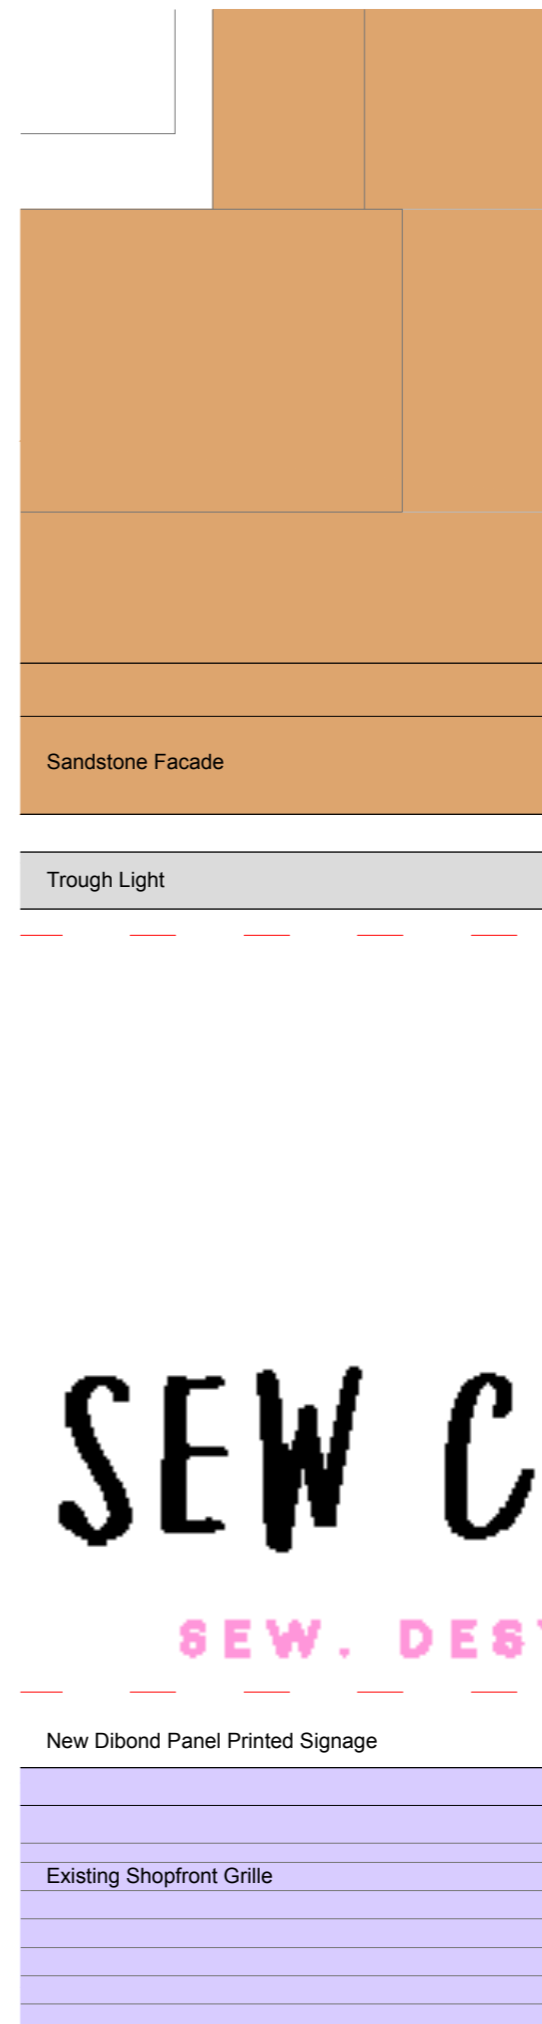 Sandstone Facade
Trough Light
SEW C
SEW. DES
New Dibond Panel Printed Signage
Existing Shopfront Grille